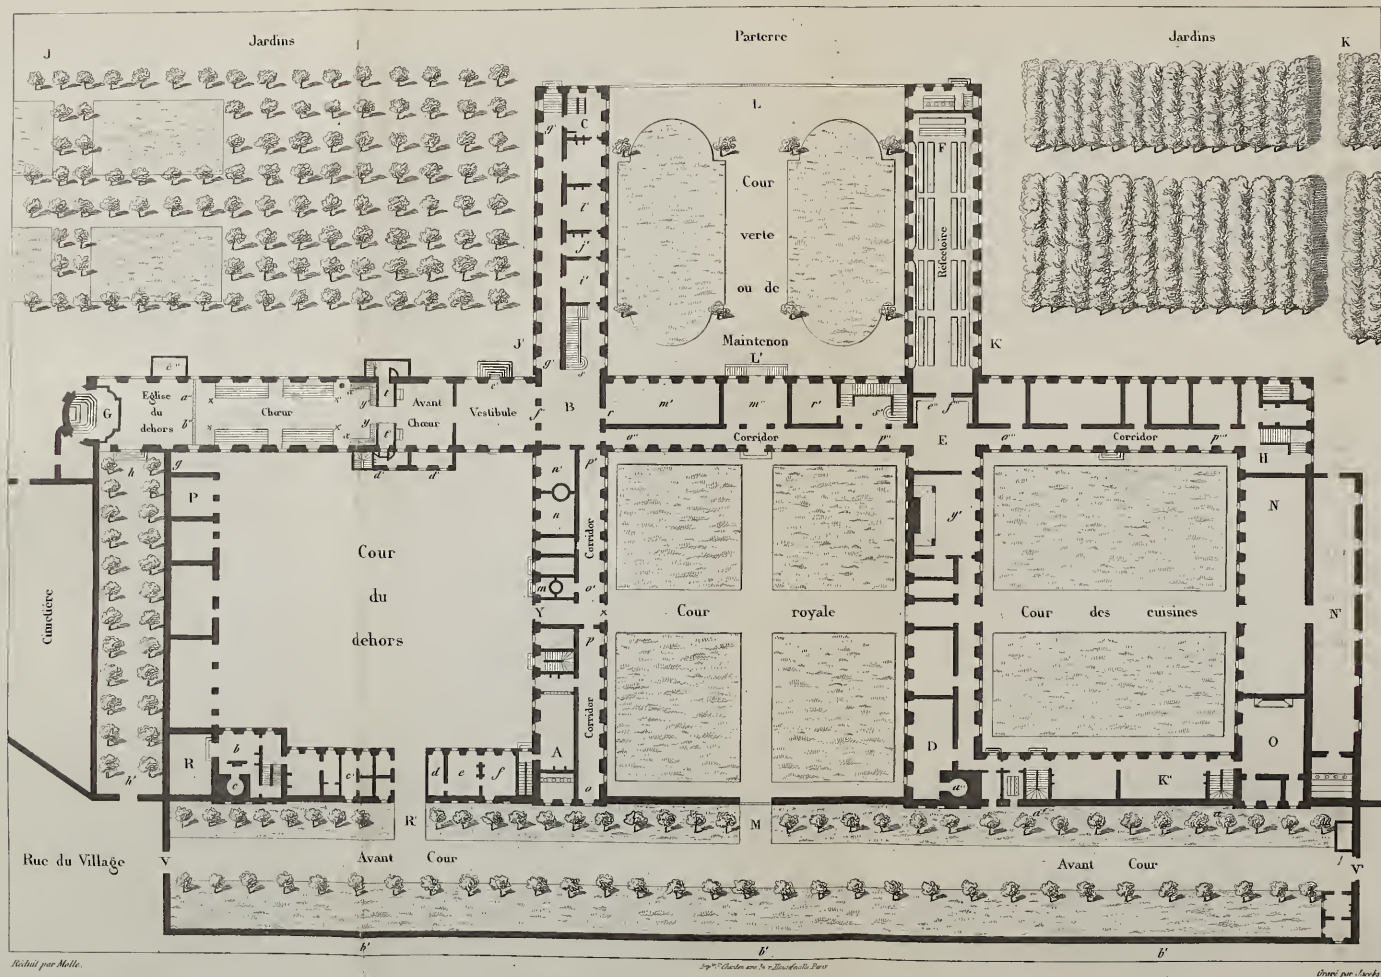 Jardins
Parterre
Jardins
J
K
L
C
g'
F
Cour
verte
ou de
Maintenon
L'
Réfectoire
l'
j'
i'
g'
s
J'
K'
c''
e'
G
Eglise
du
dehors
a''
b''
x
x'
x
x'
Chœur
t
t'
y'
y
Avant
Chœur
Vestibule
f
B
r
m'
m''
r'
s'
e'' f
o''
Corridor
p''
E
o'''
Corridor
p'''
H
h
g
d'
d'
P
n'
n
p'
Corridor
o'
m
Y
x
p
Corridor
o
y'
N
N'
Cimetière
Cour
du
dehors
Cour royale
Cour des cuisines
h'
R
b
c
c'
d
e
f
A
D
a''
K''
O
R'
M
a'
Rue du Village
V
Avant Cour
Avant Cour
V'
b'
b'
b'
Réduit par Molle.
Gravé par Jacobs